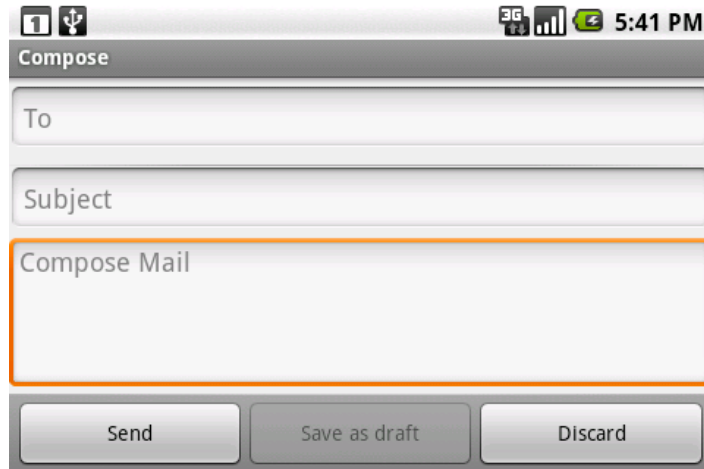 1 3G 5:41 PM
Compose
To
Subject
Compose Mail
Send Save as draft Discard